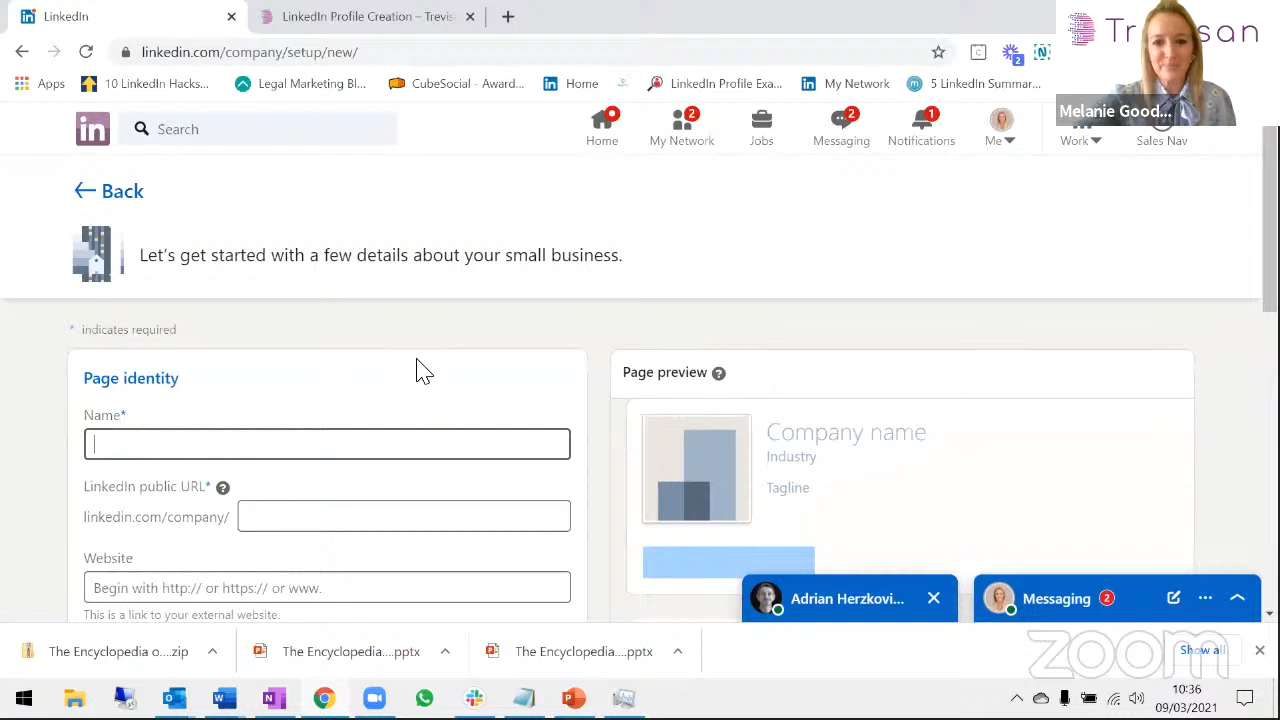 LinkedIn
LinkedIn Profile Creation – Trevis
linkedin.com/company/setup/new/
2
Apps
10 LinkedIn Hacks...
Legal Marketing Bl...
CubeSocial - Award...
Home
LinkedIn Profile Exa...
My Network
5 LinkedIn Summar...
Melanie Good...
Search
Home
2
My Network
Jobs
2
Messaging
1
Notifications
Me
Work
Sales Nav
Back
Let's get started with a few details about your small business.
* indicates required
Page identity
Name*
LinkedIn public URL*
linkedin.com/company/
Website
Begin with http:// or https:// or www.
This is a link to your external website.
Page preview
Company name
Industry
Tagline
Adrian Herzkovi...
Messaging 2
The Encyclopedia o....zip
The Encyclopedia....pptx
The Encyclopedia....pptx
Show all
zoom
10:36
09/03/2021